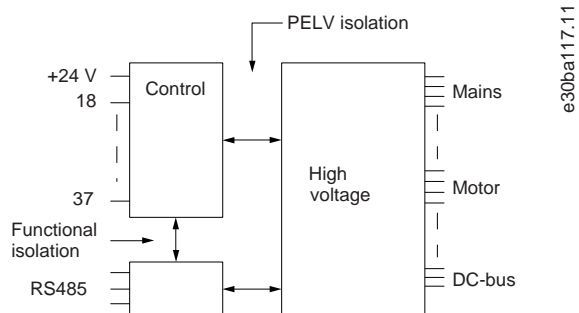 PELV isolation
e30ba117.11
+24 V
Control
Mains
18
High
voltage
37
Motor
Functional
isolation
RS485
DC-bus